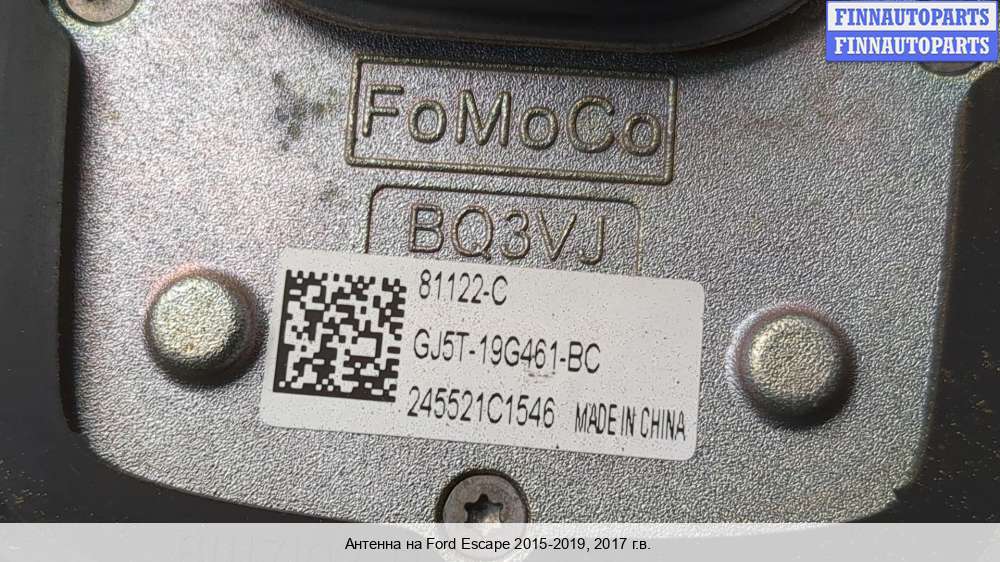 FINNAUTOPARTS
FINNAUTOPARTS
FoMoCo
BQ3VJ
81122-C
GJ5T-19G461-BC
245521C1546 MADE IN CHINA
Антенна на Ford Escape 2015-2019, 2017 г.в.